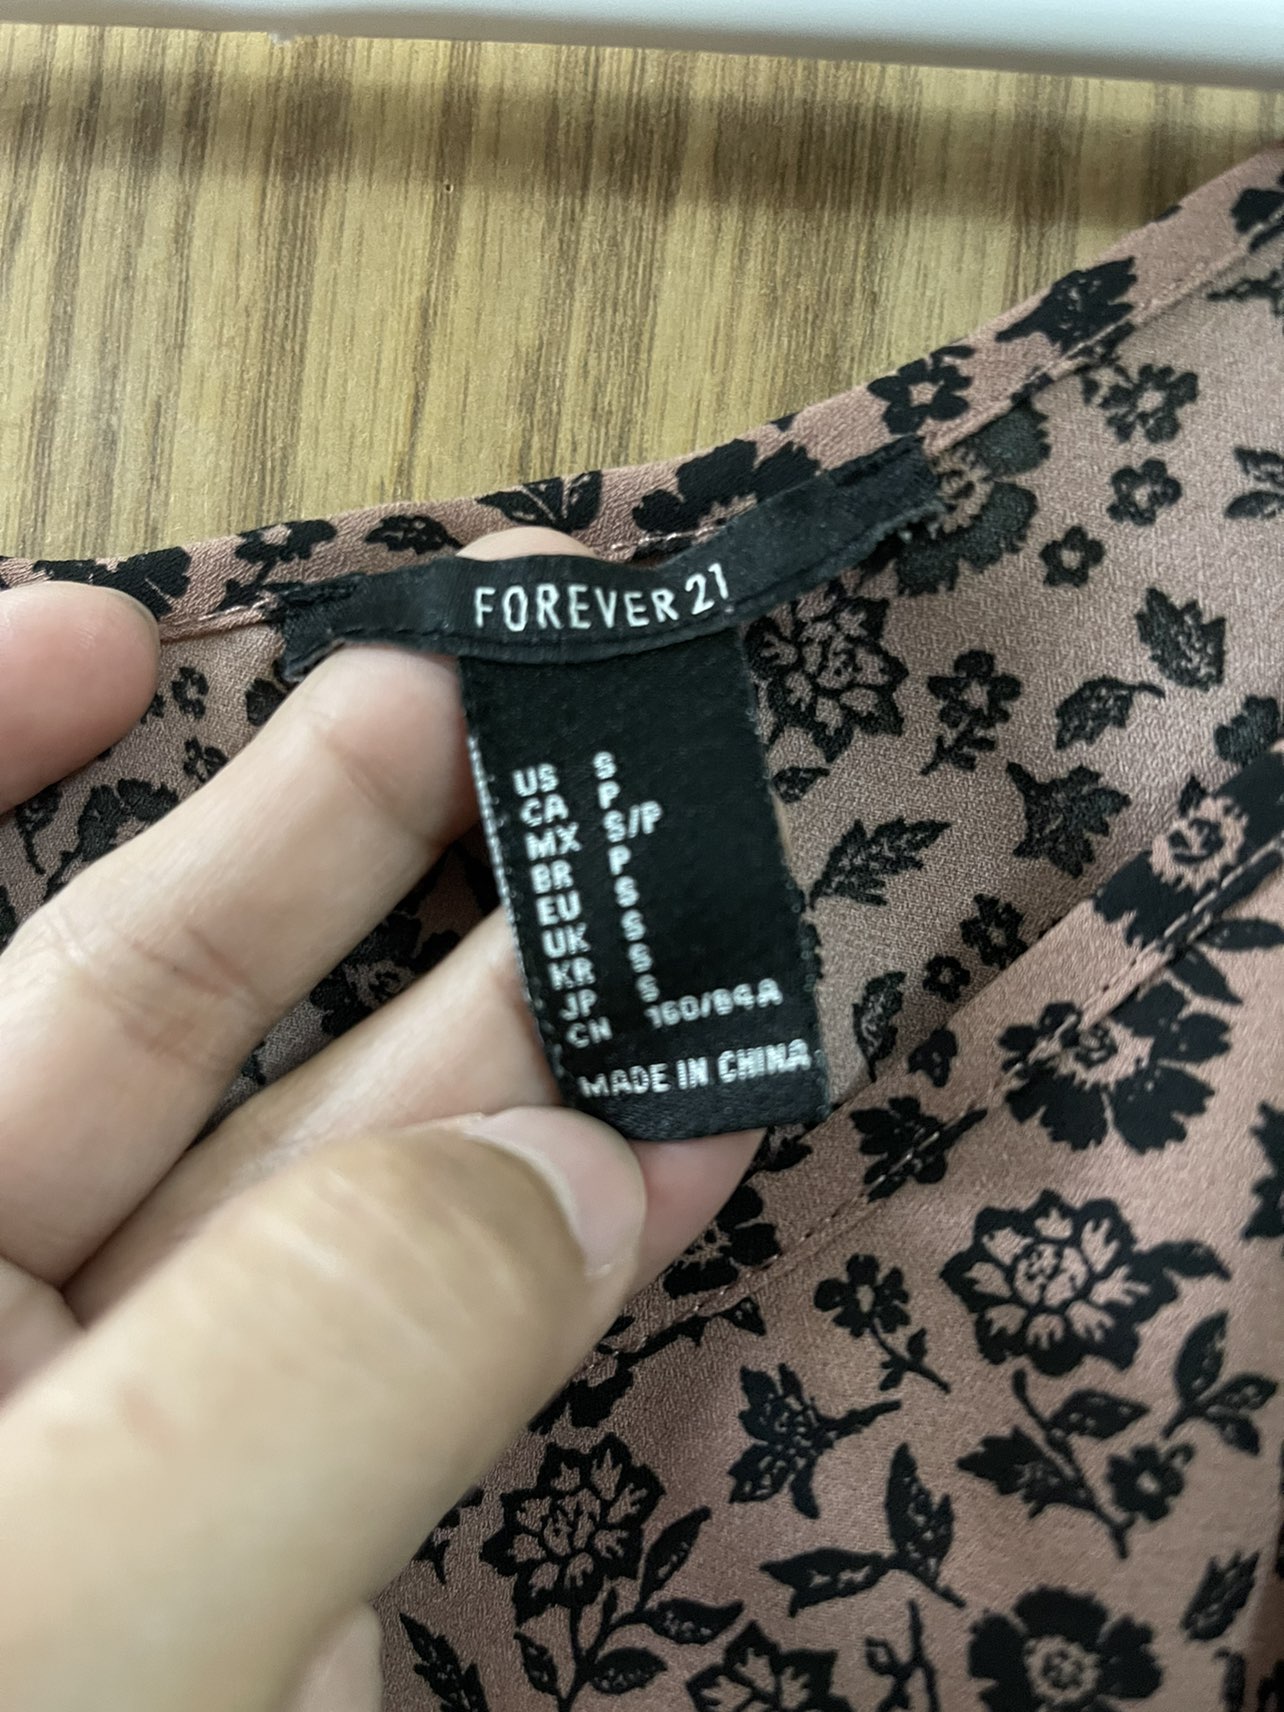 FOREVER 21
US S
CA P
MX S/P
BR P
EU S
UK S
KR S
JP S
CN 160/84A
MADE IN CHINA